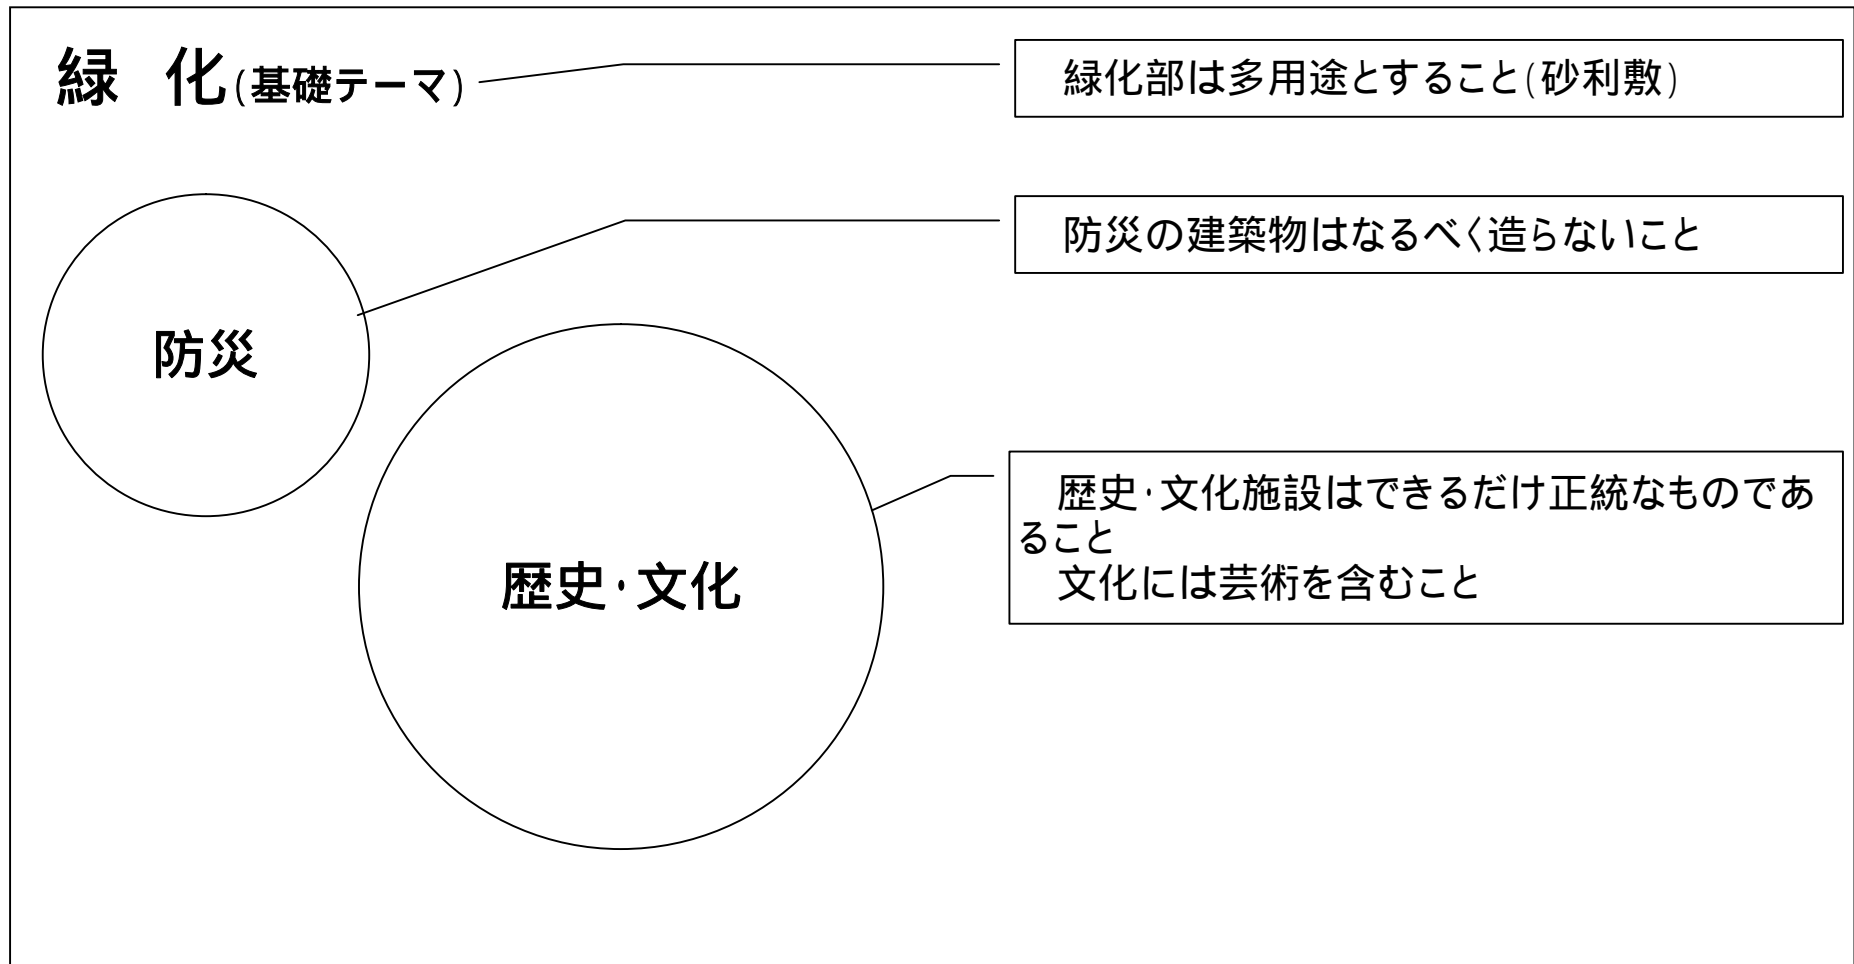 緑　化(基礎テーマ)
緑化部は多用途とすること(砂利敷)
防災の建築物はなるべく造らないこと
防災
歴史・文化施設はできるだけ正統なものであ
ること
文化には芸術を含むこと
歴史・文化